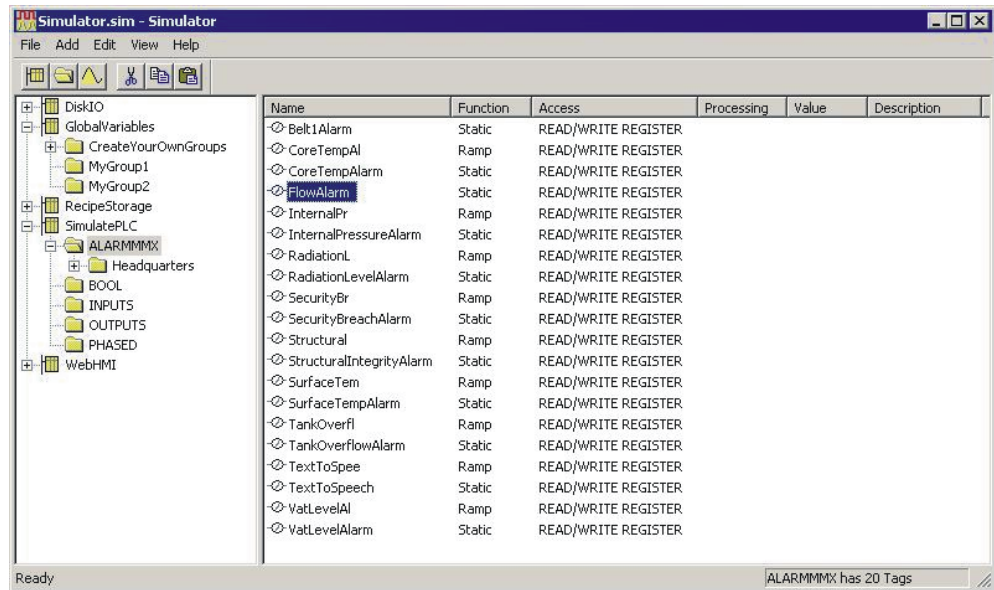 Simulator.sim - Simulator
File Add Edit View Help
DiskIO
GlobalVariables
CreateYourOwnGroups
MyGroup1
MyGroup2
RecipeStorage
SimulatePLC
ALARMMMX
Headquarters
BOOL
INPUTS
OUTPUTS
PHASED
WebHMI
Name Function Access Processing Value Description
Belt1Alarm Static READ/WRITE REGISTER
CoreTempAl Ramp READ/WRITE REGISTER
CoreTempAlarm Static READ/WRITE REGISTER
FlowAlarm Static READ/WRITE REGISTER
InternalPr Ramp READ/WRITE REGISTER
InternalPressureAlarm Static READ/WRITE REGISTER
RadiationL Ramp READ/WRITE REGISTER
RadiationLevelAlarm Static READ/WRITE REGISTER
SecurityBr Ramp READ/WRITE REGISTER
SecurityBreachAlarm Static READ/WRITE REGISTER
Structural Ramp READ/WRITE REGISTER
StructuralIntegrityAlarm Static READ/WRITE REGISTER
SurfaceTem Ramp READ/WRITE REGISTER
SurfaceTempAlarm Static READ/WRITE REGISTER
TankOverfl Ramp READ/WRITE REGISTER
TankOverflowAlarm Static READ/WRITE REGISTER
TextToSpee Ramp READ/WRITE REGISTER
TextToSpeech Static READ/WRITE REGISTER
VatLevelAl Ramp READ/WRITE REGISTER
VatLevelAlarm Static READ/WRITE REGISTER
Ready ALARMMMX has 20 Tags